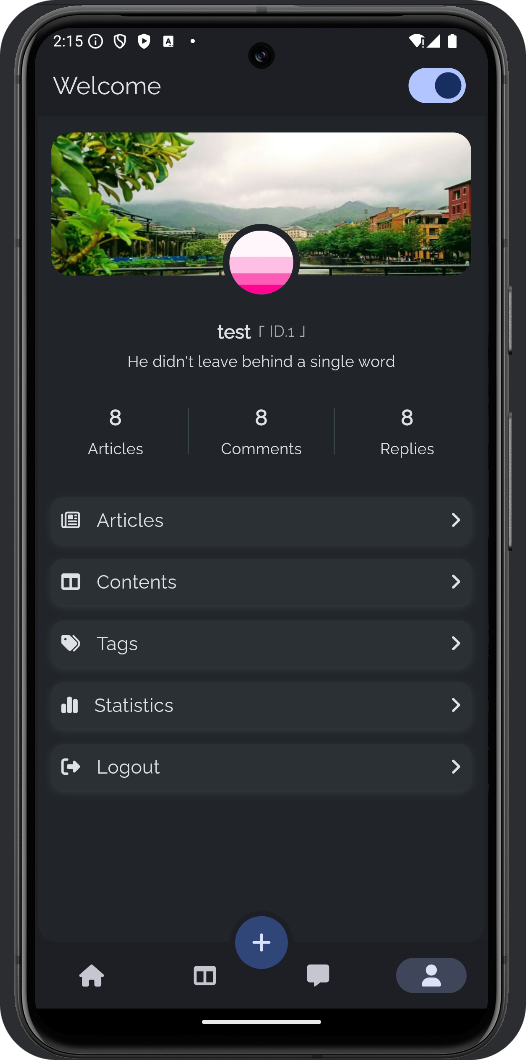 2:15
Welcome
test「 ID.1 」
He didn't leave behind a single word
8 8 8
Articles Comments Replies
Articles
Contents
Tags
Statistics
Logout